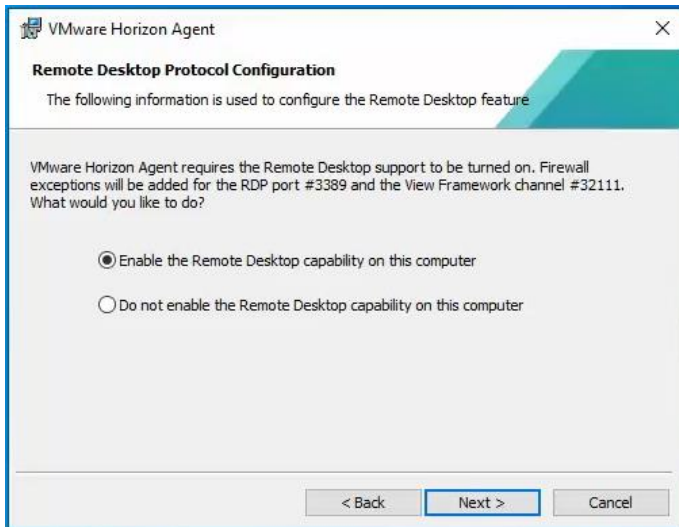 VMware Horizon Agent
Remote Desktop Protocol Configuration
The following information is used to configure the Remote Desktop feature
VMware Horizon Agent requires the Remote Desktop support to be turned on. Firewall
exceptions will be added for the RDP port #3389 and the View Framework channel #32111.
What would you like to do?
Enable the Remote Desktop capability on this computer
Do not enable the Remote Desktop capability on this computer
< Back
Next >
Cancel